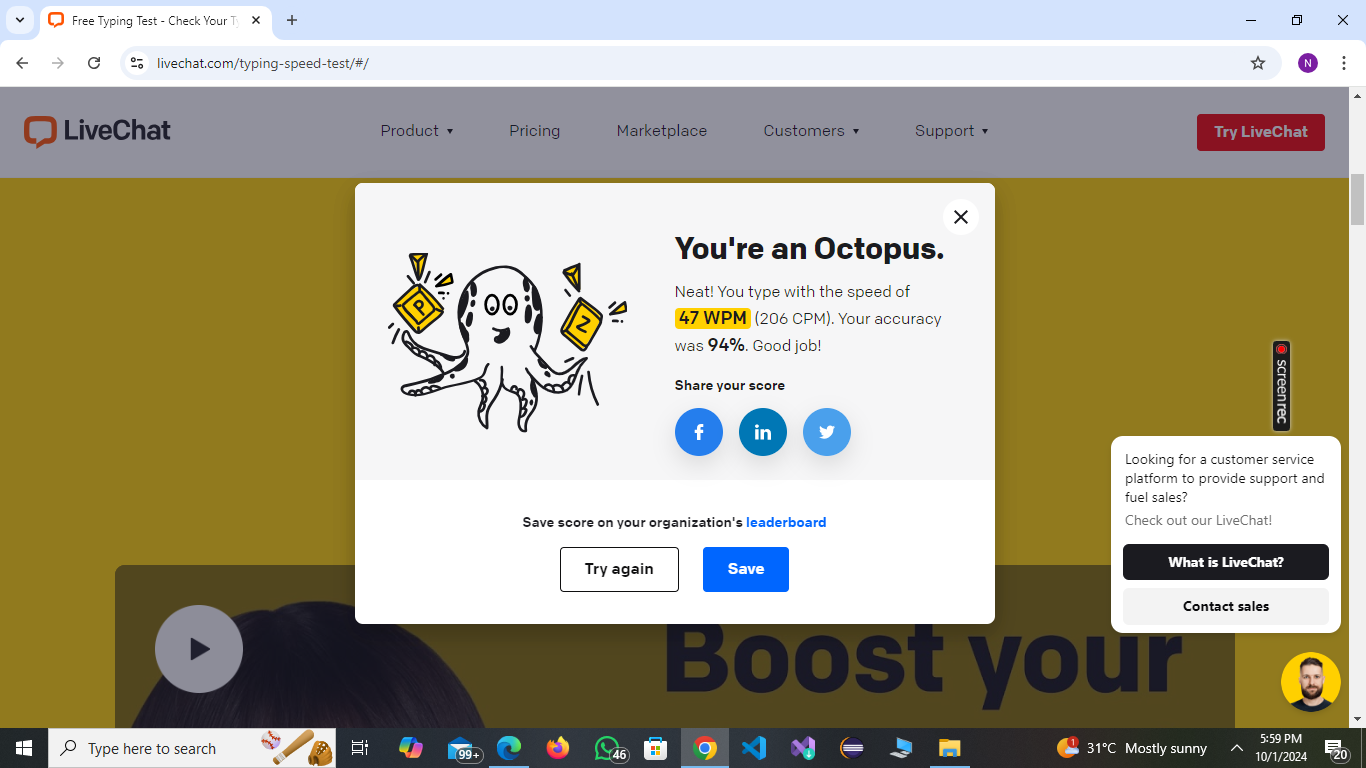 Free Typing Test - Check Your Ty
livechat.com/typing-speed-test/#/
N
LiveChat
Product
Pricing
Marketplace
Customers
Support
Try LiveChat
P
Z
You're an Octopus.
Neat! You type with the speed of
47 WPM (206 CPM). Your accuracy
was 94%. Good job!
Share your score
f
in
screenrec
Save score on your organization's leaderboard
Try again
Save
Looking for a customer service
platform to provide support and
fuel sales?
Check out our LiveChat!
What is LiveChat?
Contact sales
Boost your
Type here to search
99+
46
1
31°C Mostly sunny
5:59 PM
10/1/2024
20